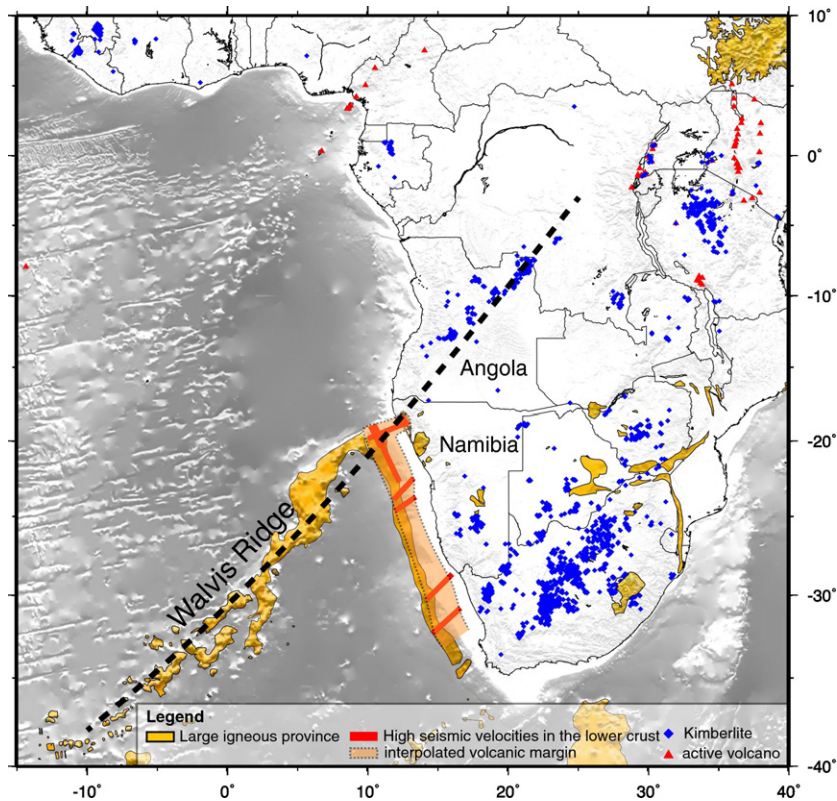 10°
0°
-10°
Angola
Namibia
-20°
Walvis Ridge
-30°
Legend
Large igneous province
High seismic velocities in the lower crust
Kimberlite
interpolated volcanic margin
active volcano
-40°
-10° 0° 10° 20° 30° 40°